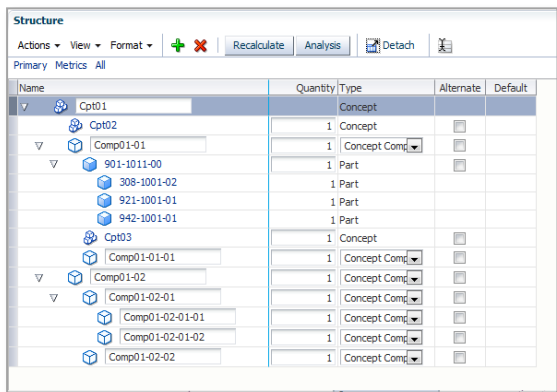 Structure
Actions View Format Recalculate Analysis Detach
Primary Metrics All
Name Quantity Type Alternate Default
Cpt01 Concept
Cpt02 1 Concept
Comp01-01 1 Concept Comp
901-1011-00 1 Part
308-1001-02 1 Part
921-1001-01 1 Part
942-1001-01 1 Part
Cpt03 1 Concept
Comp01-01-01 1 Concept Comp
Comp01-02 1 Concept Comp
Comp01-02-01 1 Concept Comp
Comp01-02-01-01 1 Concept Comp
Comp01-02-01-02 1 Concept Comp
Comp01-02-02 1 Concept Comp